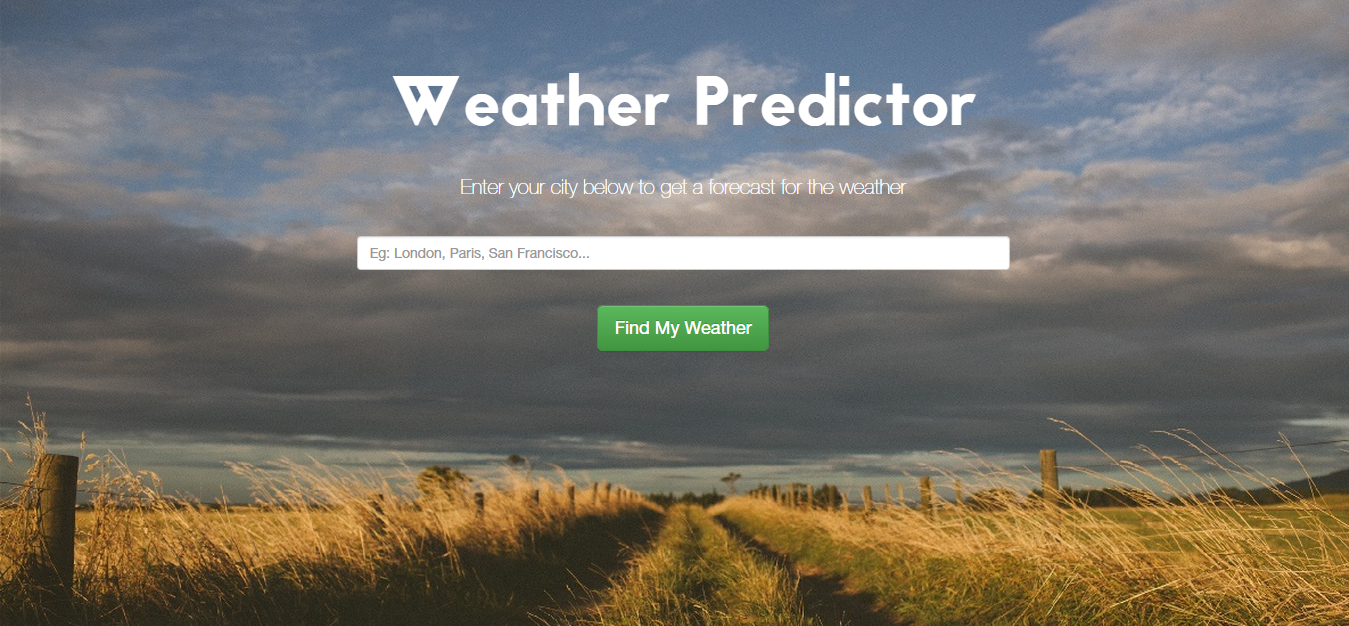 Weather Predictor
Enter your city below to get a forecast for the weather
Eg: London, Paris, San Francisco...
Find My Weather